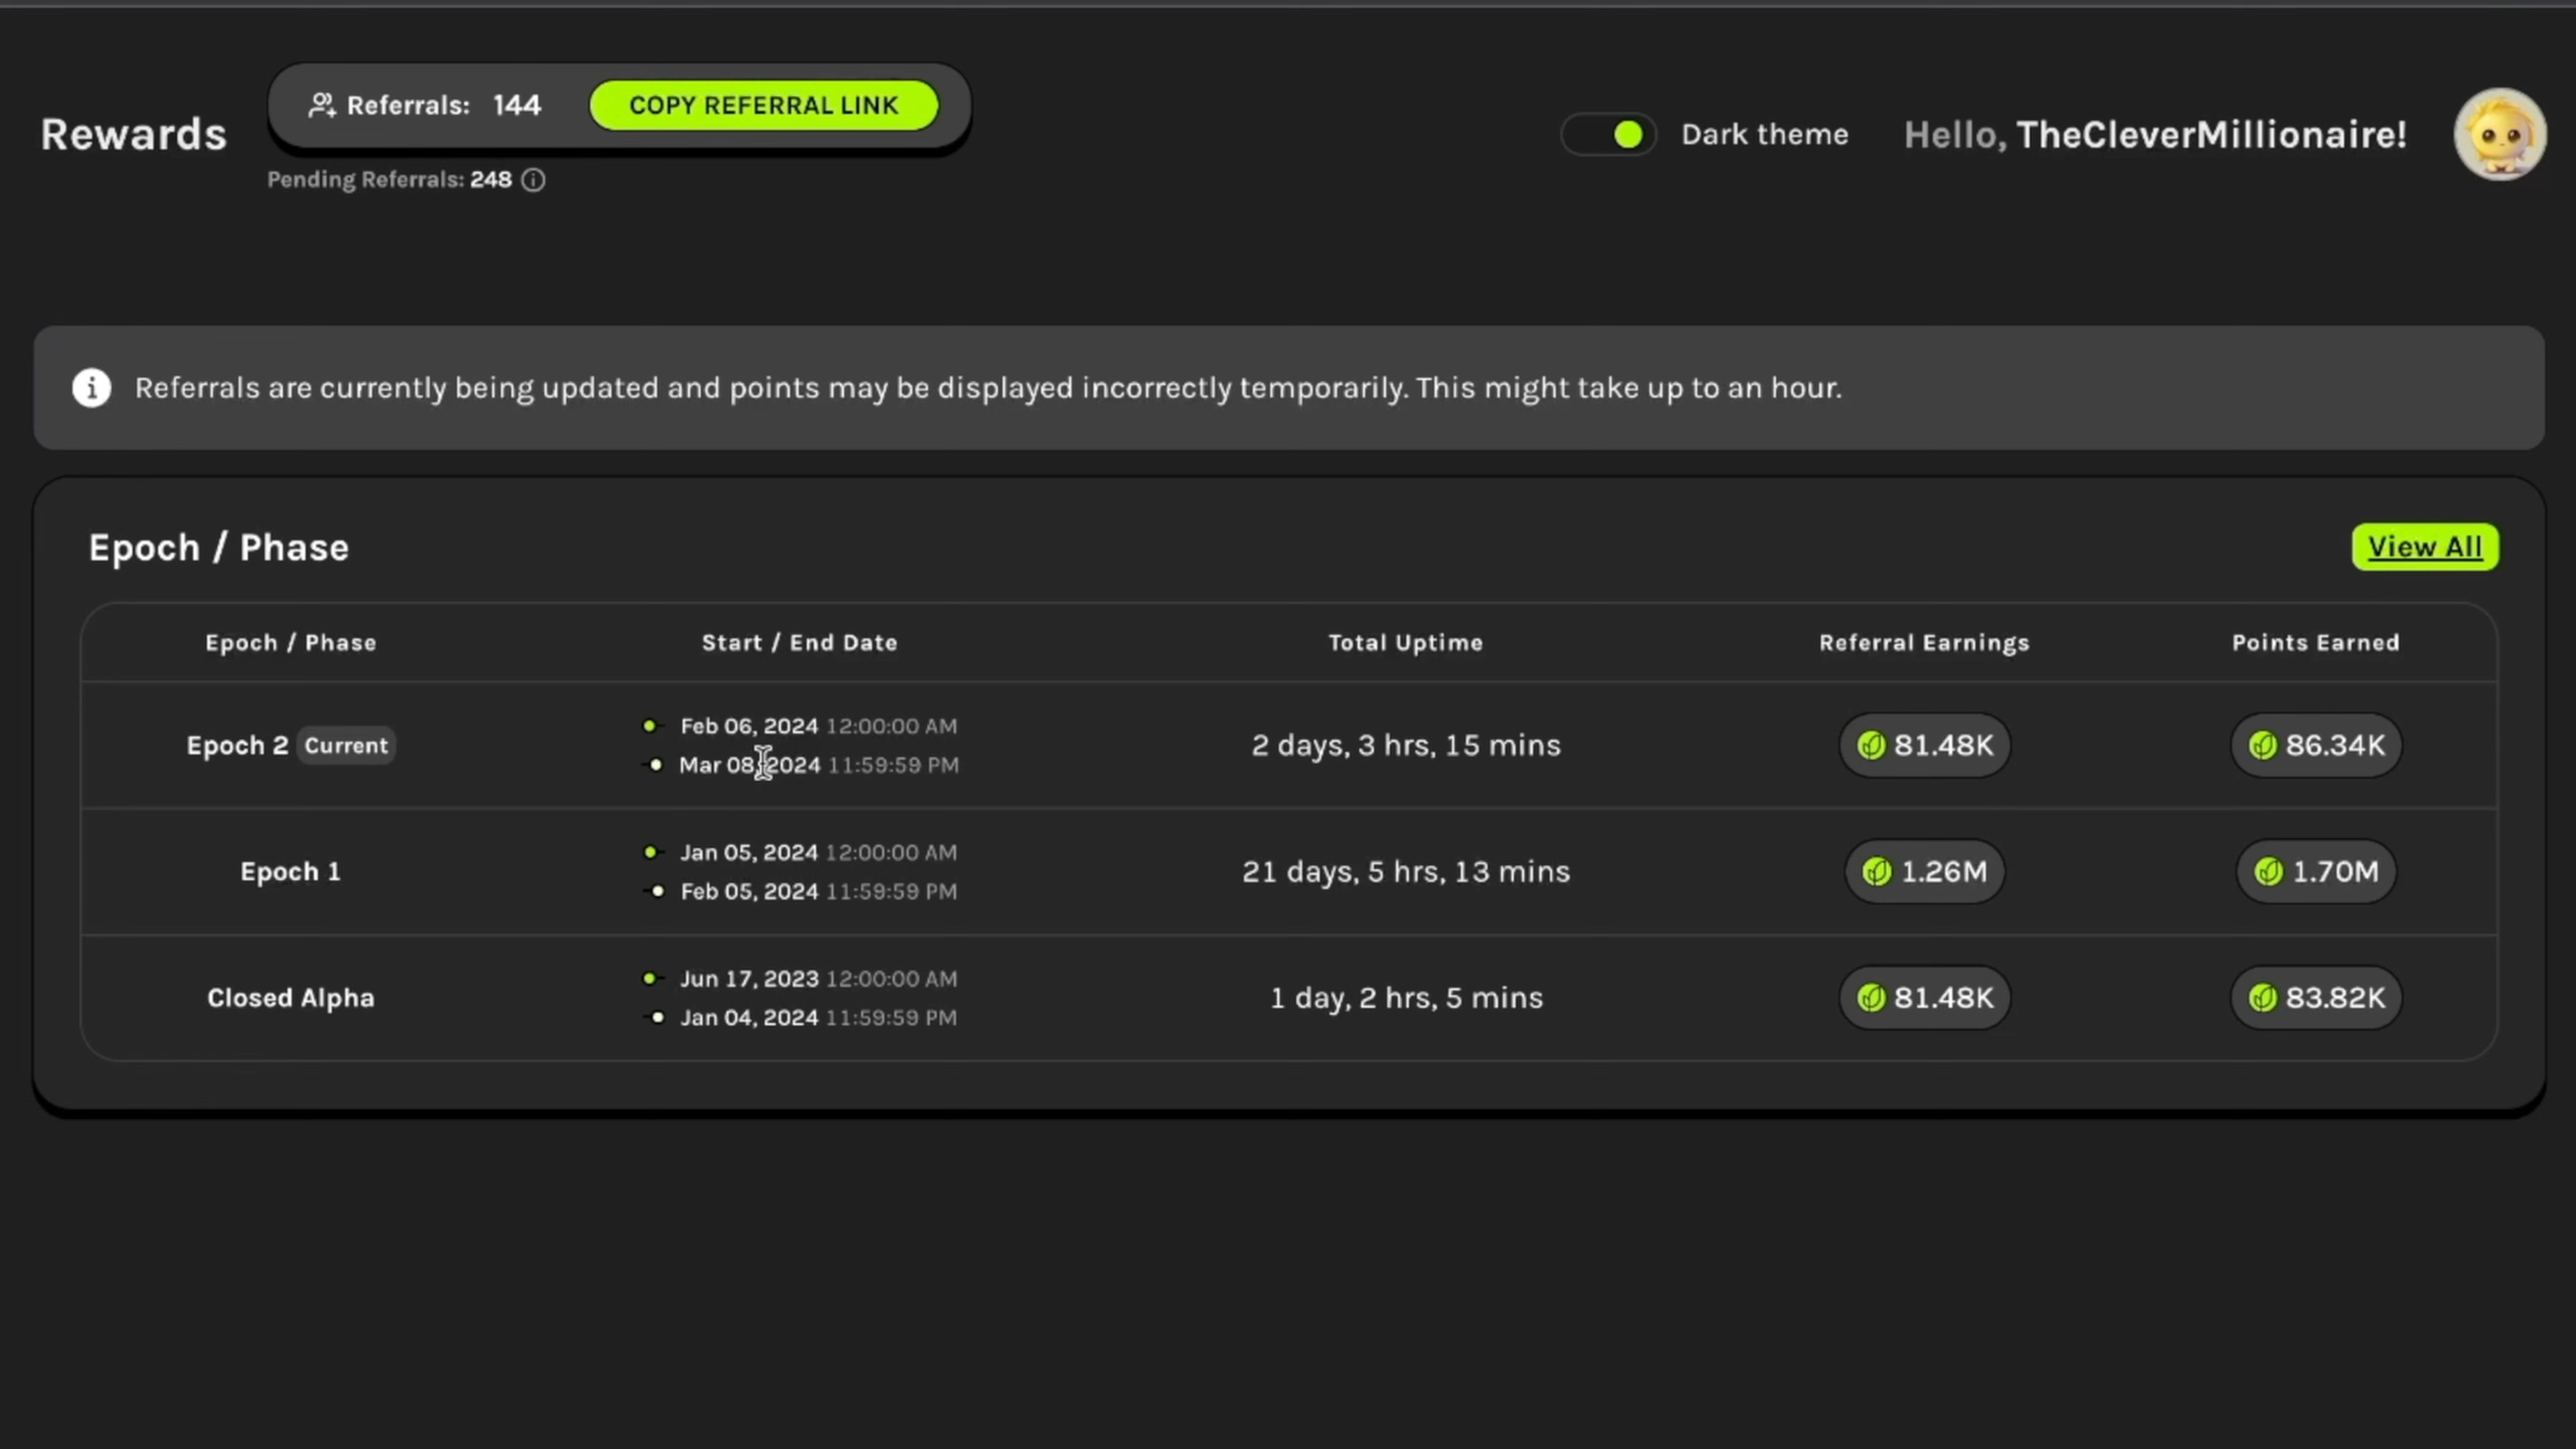 Rewards
Referrals: 144
COPY REFERRAL LINK
Pending Referrals: 248
Dark theme
Hello, TheCleverMillionaire!
Referrals are currently being updated and points may be displayed incorrectly temporarily. This might take up to an hour.
Epoch / Phase
View All
Epoch / Phase Start / End Date Total Uptime Referral Earnings Points Earned
Epoch 2 Current
Feb 06, 2024 12:00:00 AM
Mar 08, 2024 11:59:59 PM
2 days, 3 hrs, 15 mins
81.48K
86.34K
Epoch 1
Jan 05, 2024 12:00:00 AM
Feb 05, 2024 11:59:59 PM
21 days, 5 hrs, 13 mins
1.26M
1.70M
Closed Alpha
Jun 17, 2023 12:00:00 AM
Jan 04, 2024 11:59:59 PM
1 day, 2 hrs, 5 mins
81.48K
83.82K